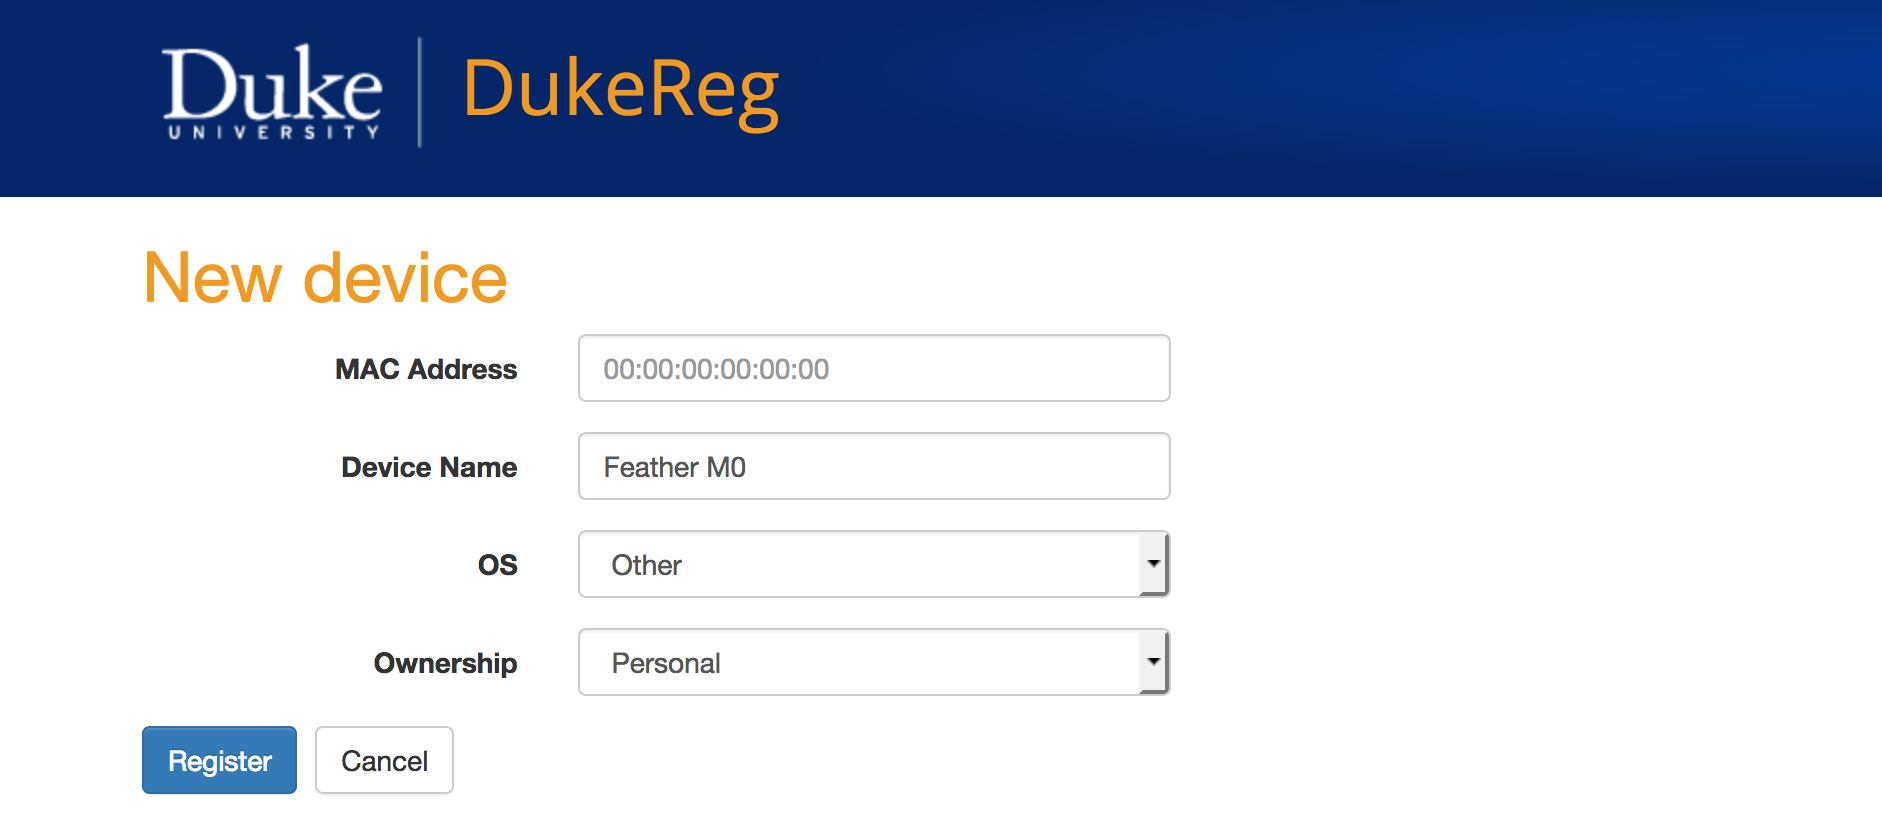 Duke
UNIVERSITY
DukeReg
New device
MAC Address
00:00:00:00:00:00
Device Name
Feather M0
OS
Other
Ownership
Personal
Register
Cancel